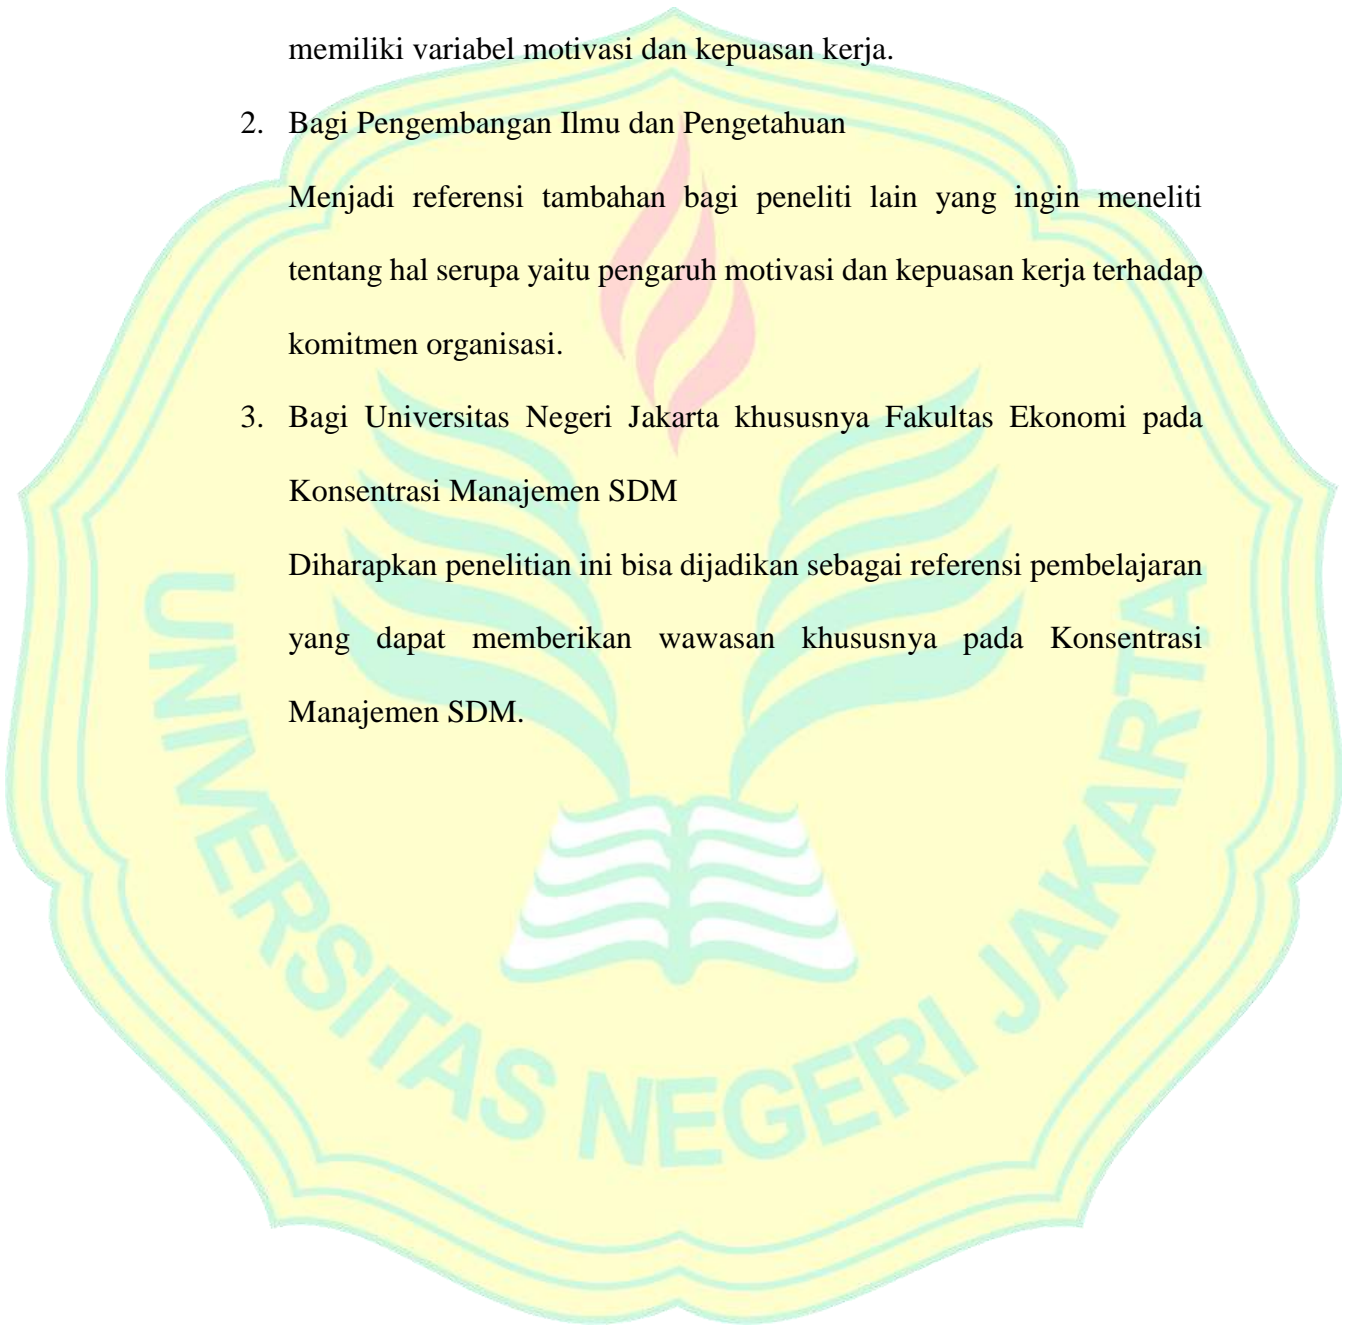 memiliki variabel motivasi dan kepuasan kerja.
2. Bagi Pengembangan Ilmu dan Pengetahuan
Menjadi referensi tambahan bagi peneliti lain yang ingin meneliti
tentang hal serupa yaitu pengaruh motivasi dan kepuasan kerja terhadap
komitmen organisasi.
3. Bagi Universitas Negeri Jakarta khususnya Fakultas Ekonomi pada
Konsentrasi Manajemen SDM
Diharapkan penelitian ini bisa dijadikan sebagai referensi pembelajaran
yang dapat memberikan wawasan khususnya pada Konsentrasi
Manajemen SDM.
UNIVERSITAS NEGERI JAKARTA